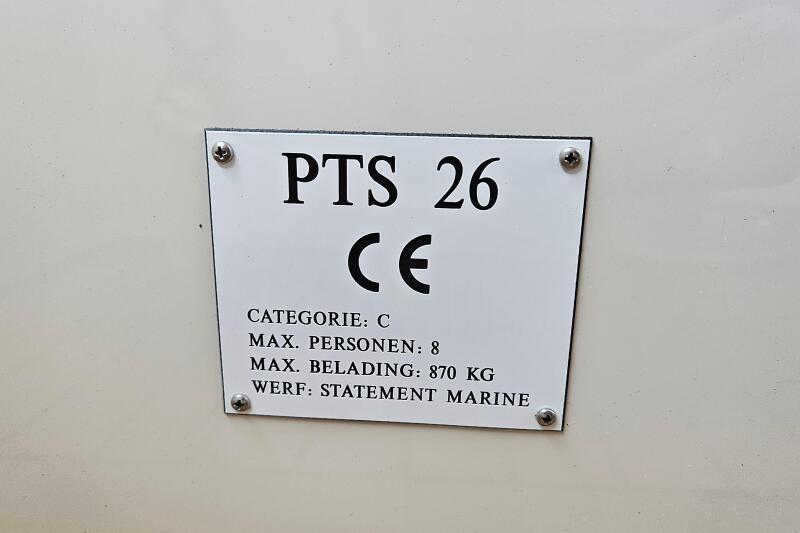 PTS 26
CE
CATEGORIE: C
MAX. PERSONEN: 8
MAX. BELADING: 870 KG
WERF: STATEMENT MARINE